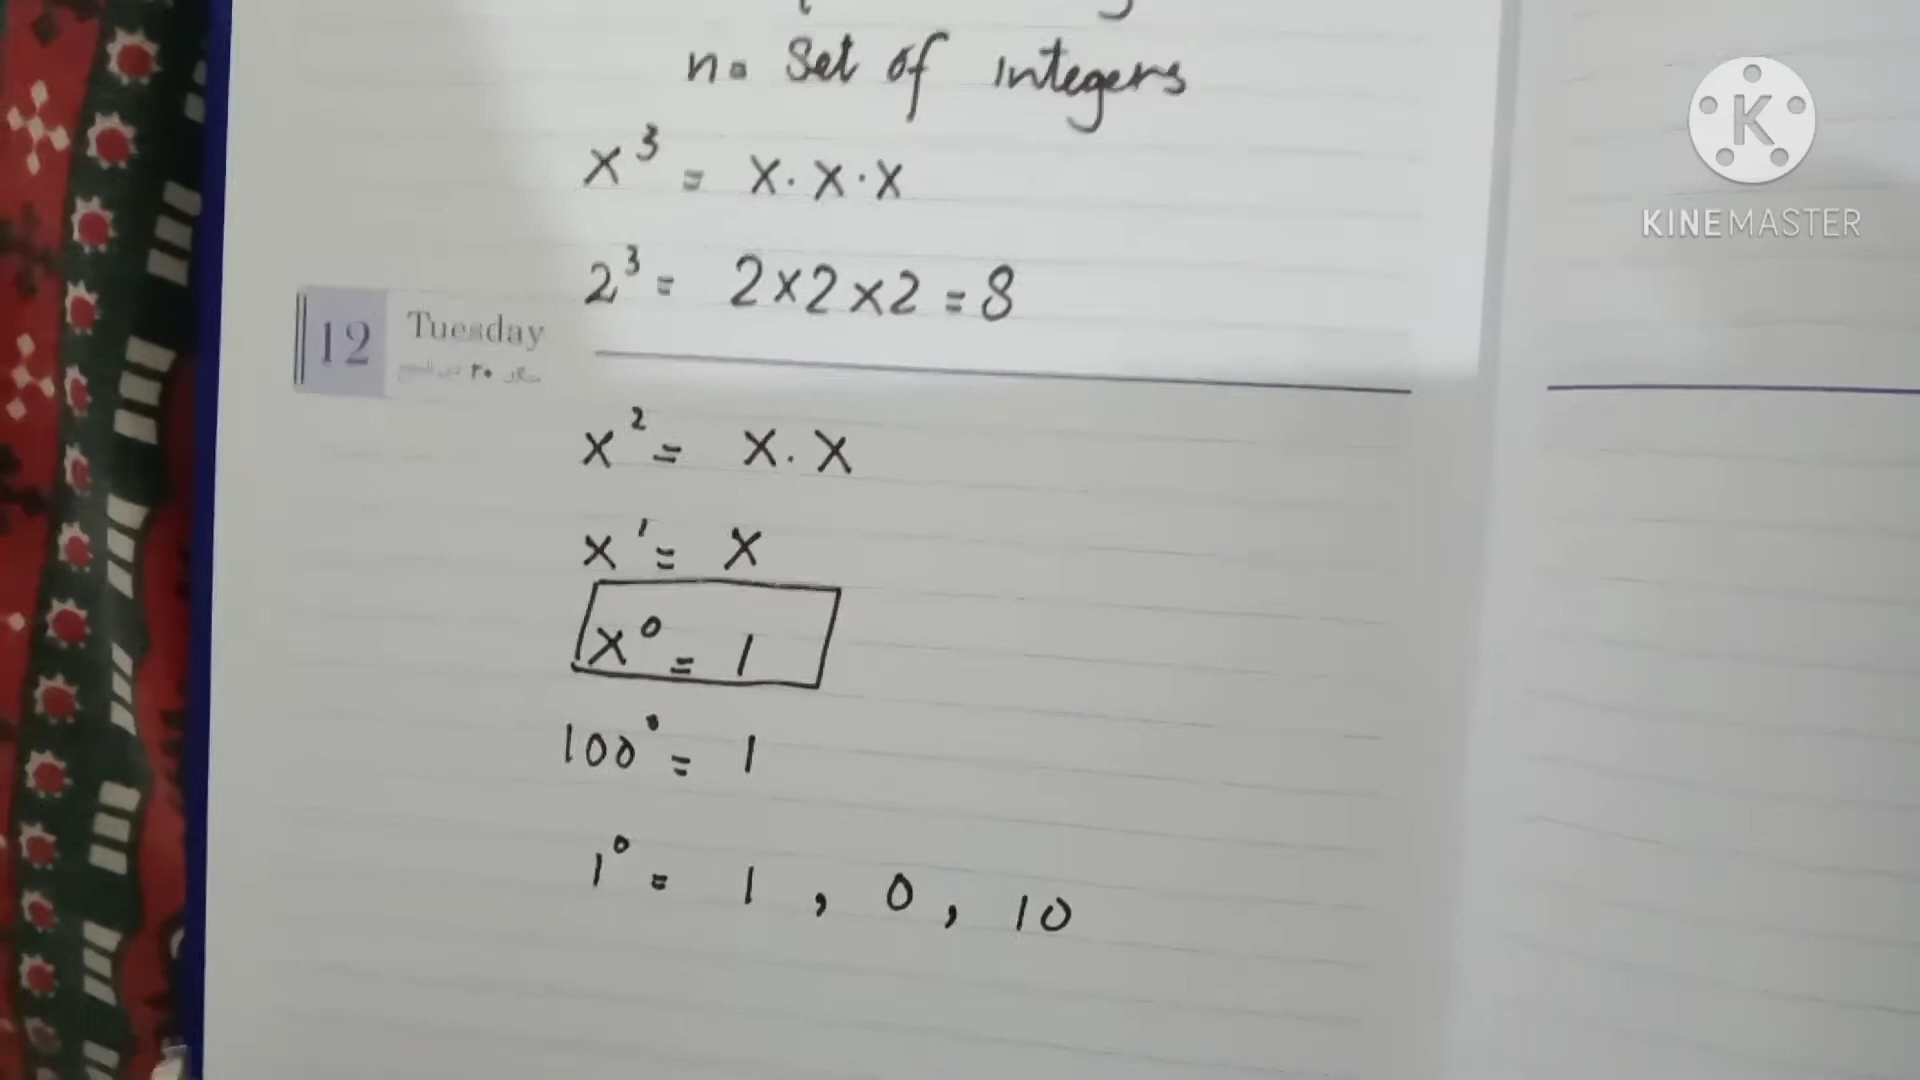 n = Set of integers
x³ = x . x . x
2³ = 2 x 2 x 2 = 8
12 Tuesday
٢٠
x² = x . x
x¹ = x
x⁰ = 1
100⁰ = 1
1⁰ = 1 , 0 , 10
K
KINEMASTER